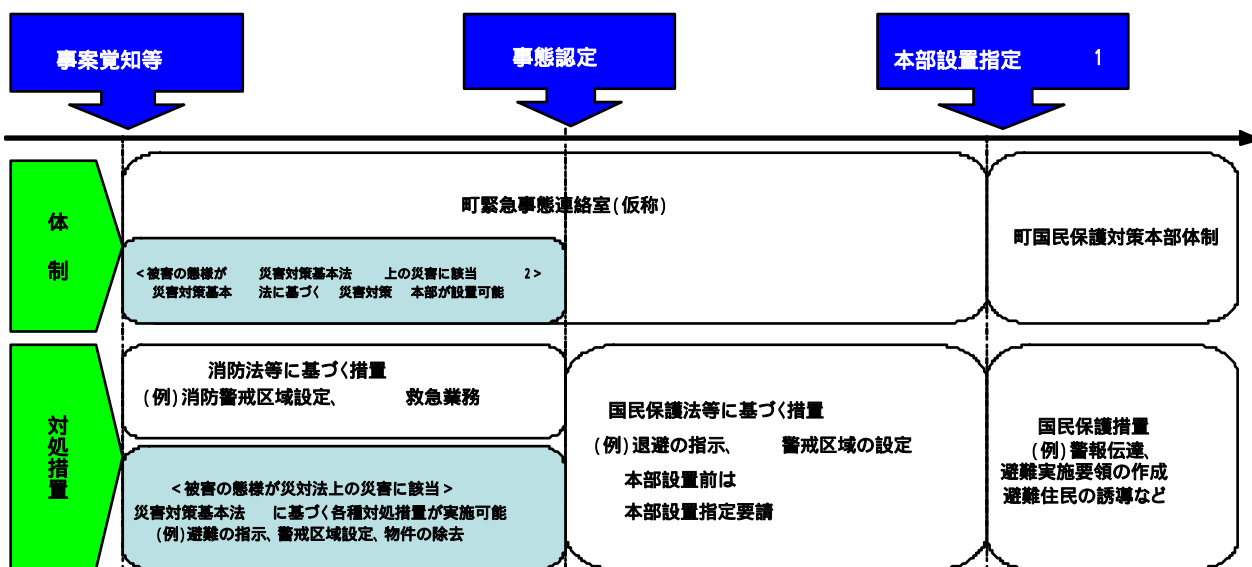 事案覚知等
事態認定
本部設置指定 1
体制
町緊急事態連絡室(仮称)
町国民保護対策本部体制
<被害の態様が 災害対策基本法 上の災害に該当 2>
災害対策基本 法に基づく 災害対策 本部が設置可能
対処措置
消防法等に基づく措置
(例)消防警戒区域設定、 救急業務
<被害の態様が災対法上の災害に該当>
災害対策基本法 に基づく各種対処措置が実施可能
(例)避難の指示、警戒区域設定、物件の除去
国民保護法等に基づく措置
(例)退避の指示、 警戒区域の設定
本部設置前は
本部設置指定要請
国民保護措置
(例)警報伝達、
避難実施要領の作成
避難住民の誘導など